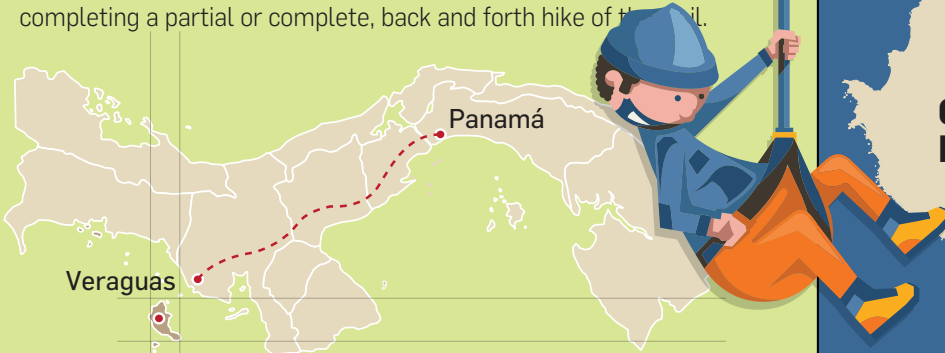 completing a partial or complete, back and forth hike of
Panamá
Veraguas